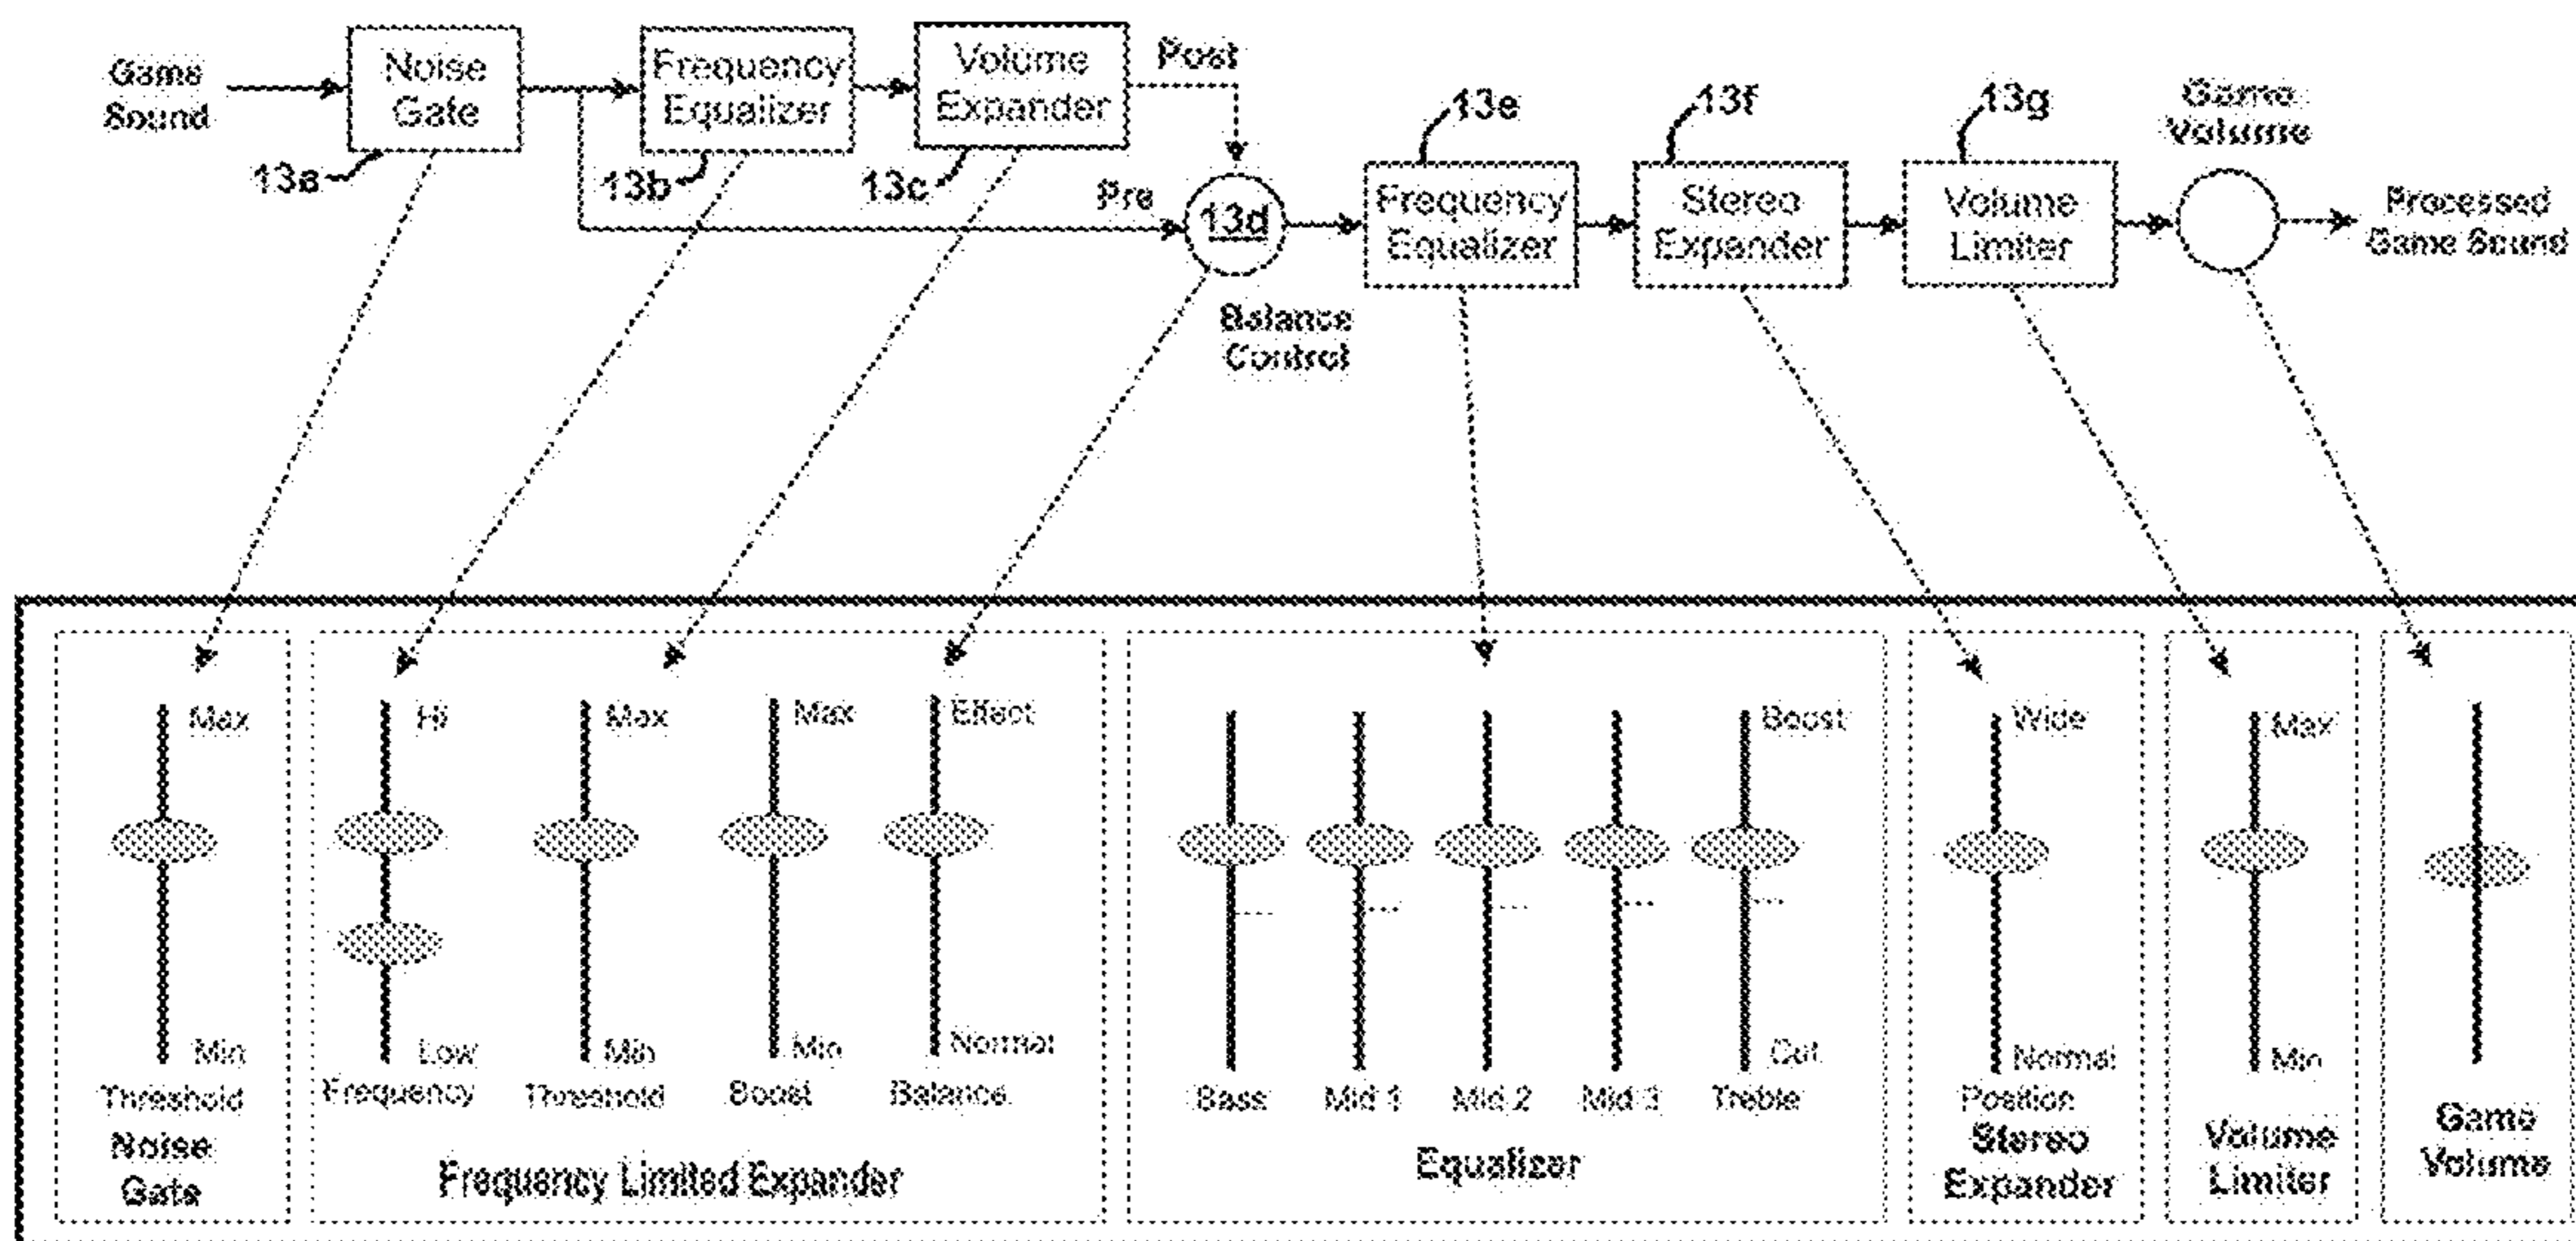 Game
Sound
Noise
Gate
13a
Frequency
Equalizer
13b
Volume
Expander
13c
Post
Pre
13d
Balance
Control
13e
Frequency
Equalizer
13f
Stereo
Expander
13g
Volume
Limiter
Game
Volume
Processed
Game Sound
Max
Min
Threshold
Noise
Gate
Hi
Low
Frequency
Max
Min
Threshold
Max
Min
Boost
Effect
Normal
Balance
Frequency Limited Expander
Bass
Mid 1
Mid 2
Mid 3
Boost
Cut
Treble
Equalizer
Wide
Normal
Position
Stereo
Expander
Max
Min
Volume
Limiter
Game
Volume